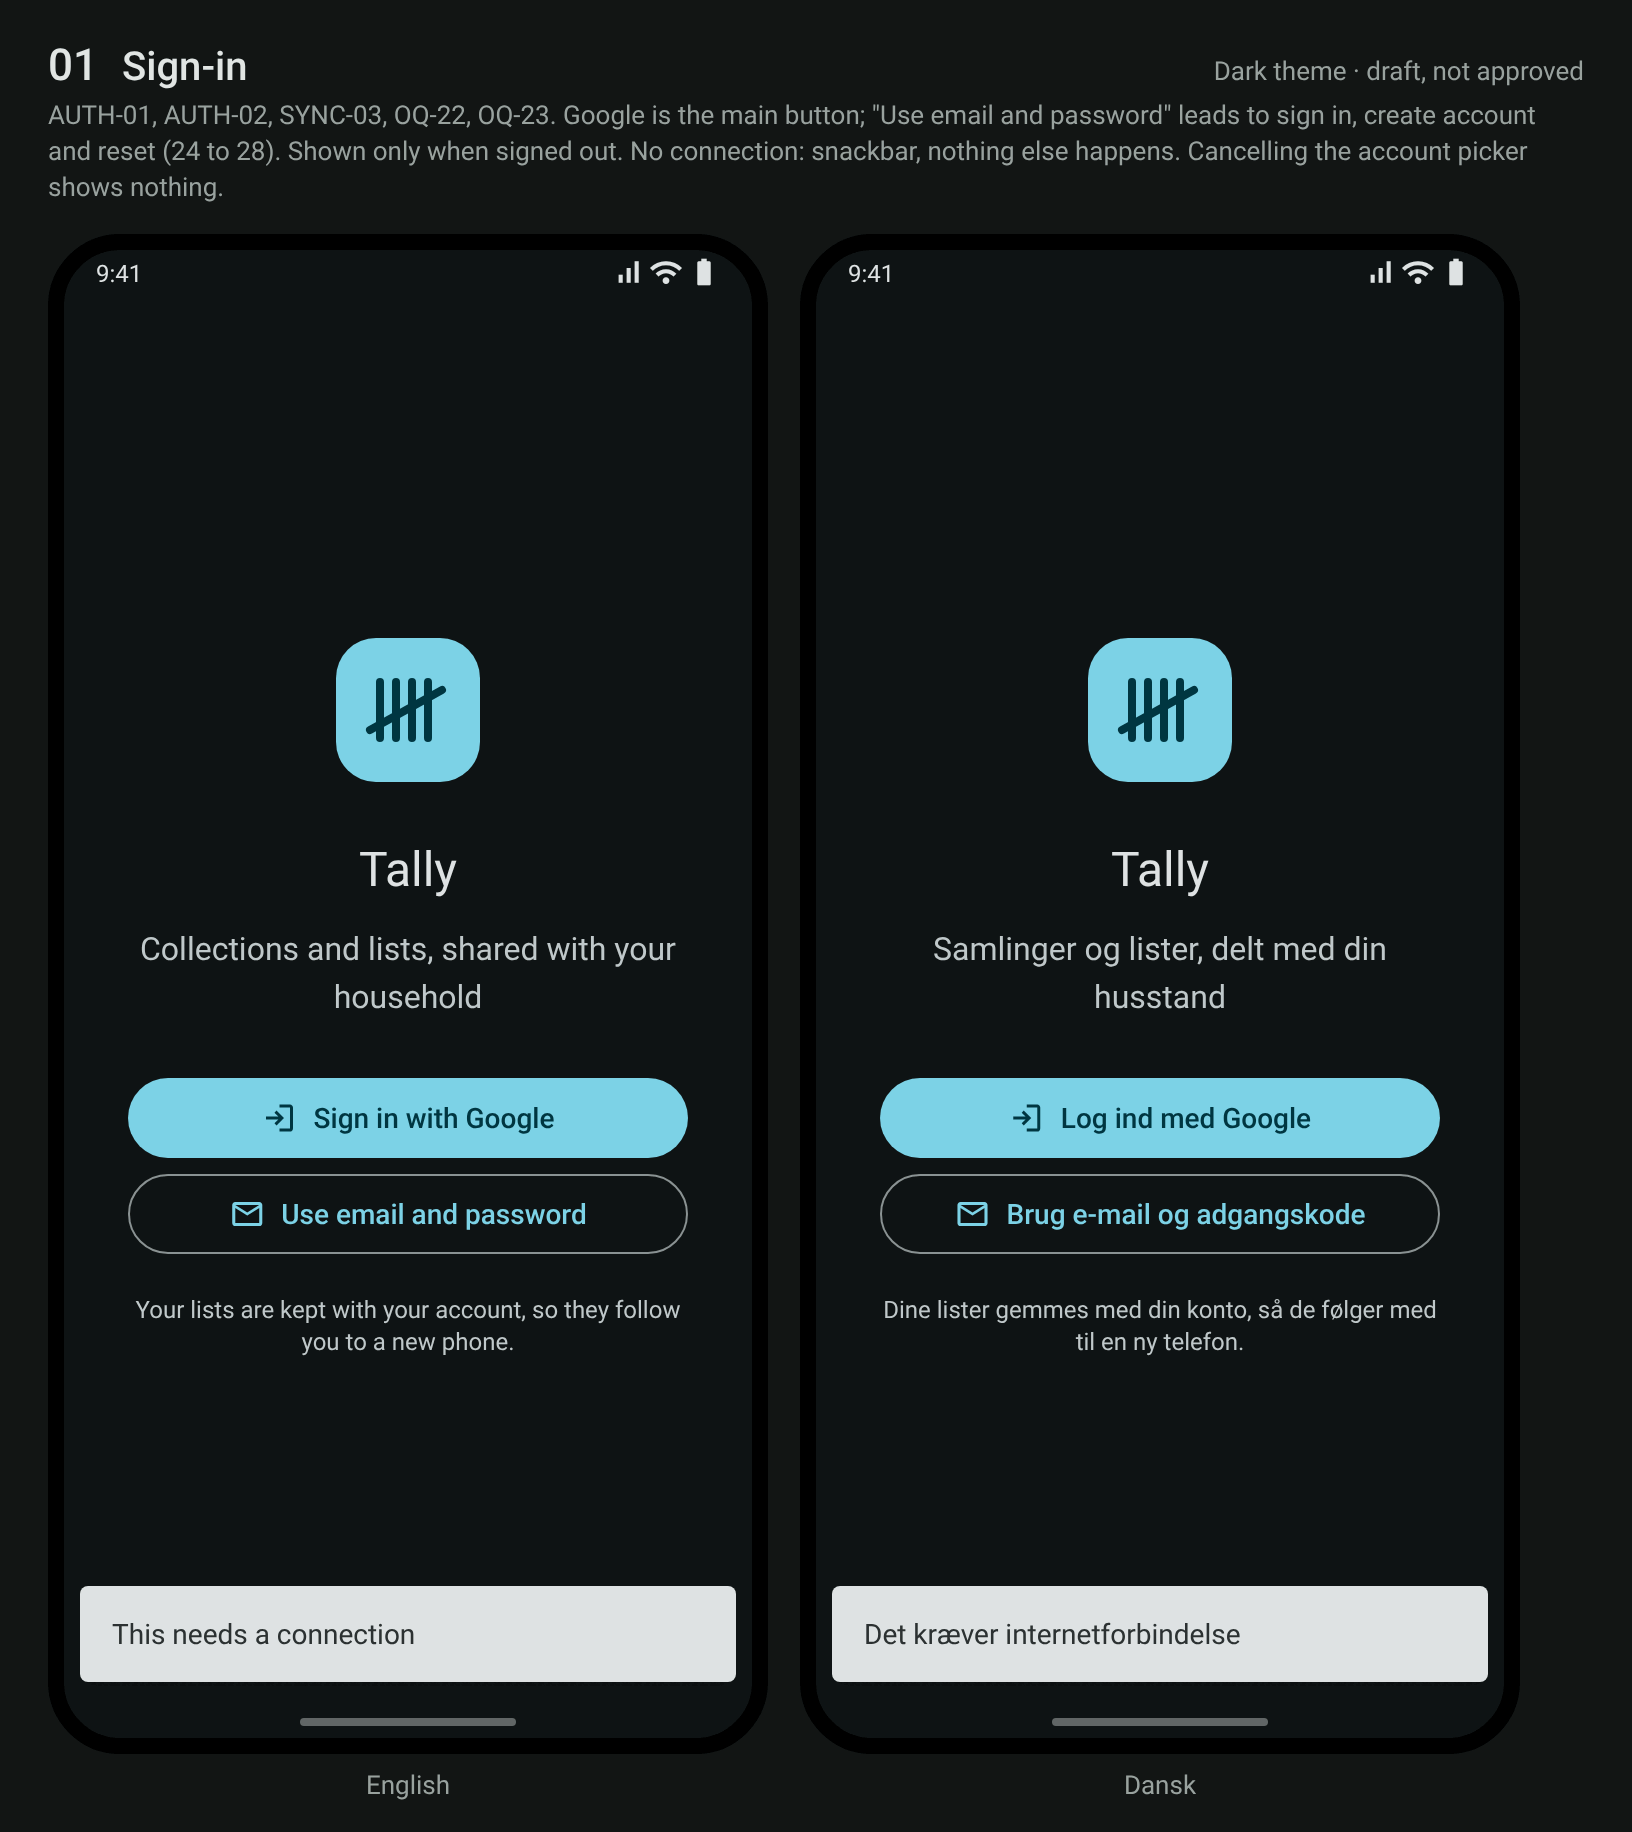 01 Sign-in
Dark theme · draft, not approved
AUTH-01, AUTH-02, SYNC-03, OQ-22, OQ-23. Google is the main button; "Use email and password" leads to sign in, create account
and reset (24 to 28). Shown only when signed out. No connection: snackbar, nothing else happens. Cancelling the account picker
shows nothing.
9:41
Tally
Collections and lists, shared with your
household
Sign in with Google
Use email and password
Your lists are kept with your account, so they follow
you to a new phone.
This needs a connection
English
9:41
Tally
Samlinger og lister, delt med din
husstand
Log ind med Google
Brug e-mail og adgangskode
Dine lister gemmes med din konto, så de følger med
til en ny telefon.
Det kræver internetforbindelse
Dansk